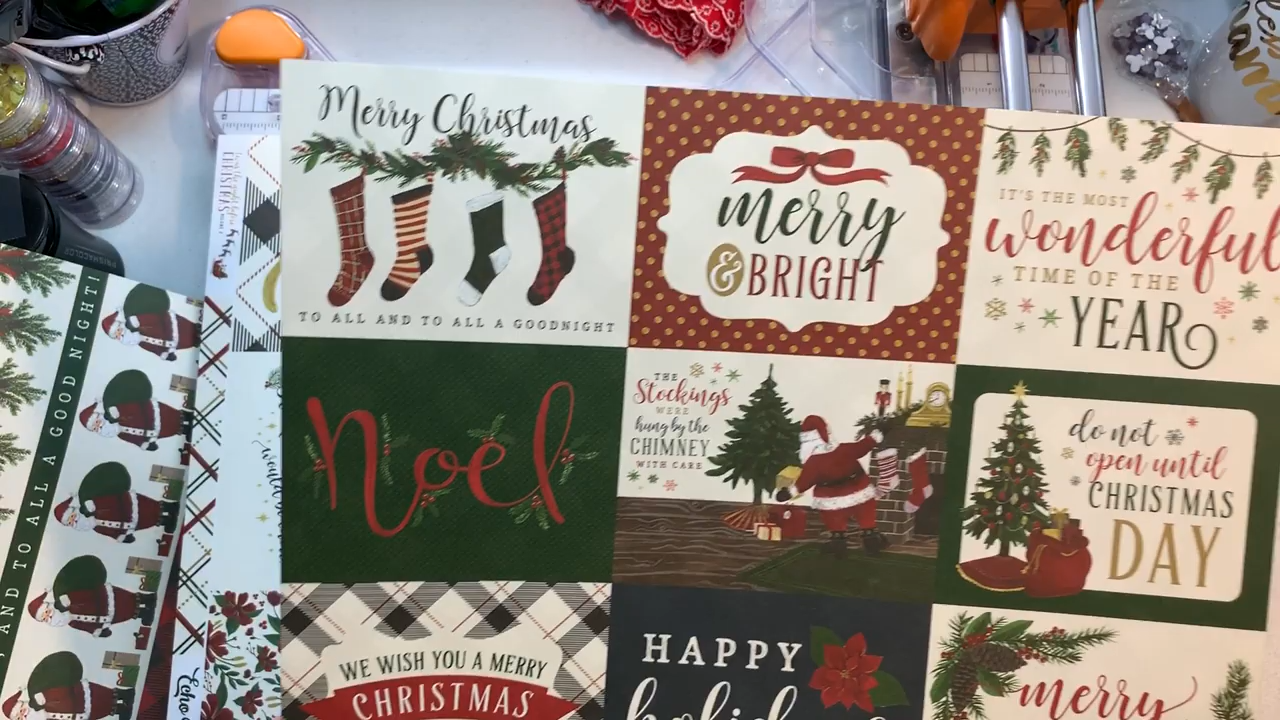 Merry Christmas
TO ALL AND TO ALL A GOODNIGHT
merry
& BRIGHT
IT'S THE MOST
wonderful
TIME OF THE
YEAR
noel
THE
Stockings
WERE
hung by the
CHIMNEY
WITH CARE
do not
open until
CHRISTMAS
DAY
WE WISH YOU A MERRY
CHRISTMAS
HAPPY
merry
AND TO ALL A GOOD NIGHT!
PRISMACOLOR